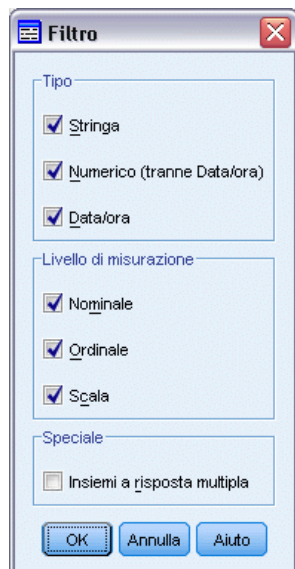 Filtro
Tipo
Stringa
Numerico (tranne Data/ora)
Data/ora
Livello di misurazione
Nominale
Ordinale
Scala
Speciale
Insiemi a risposta multipla
OK Annulla Aiuto